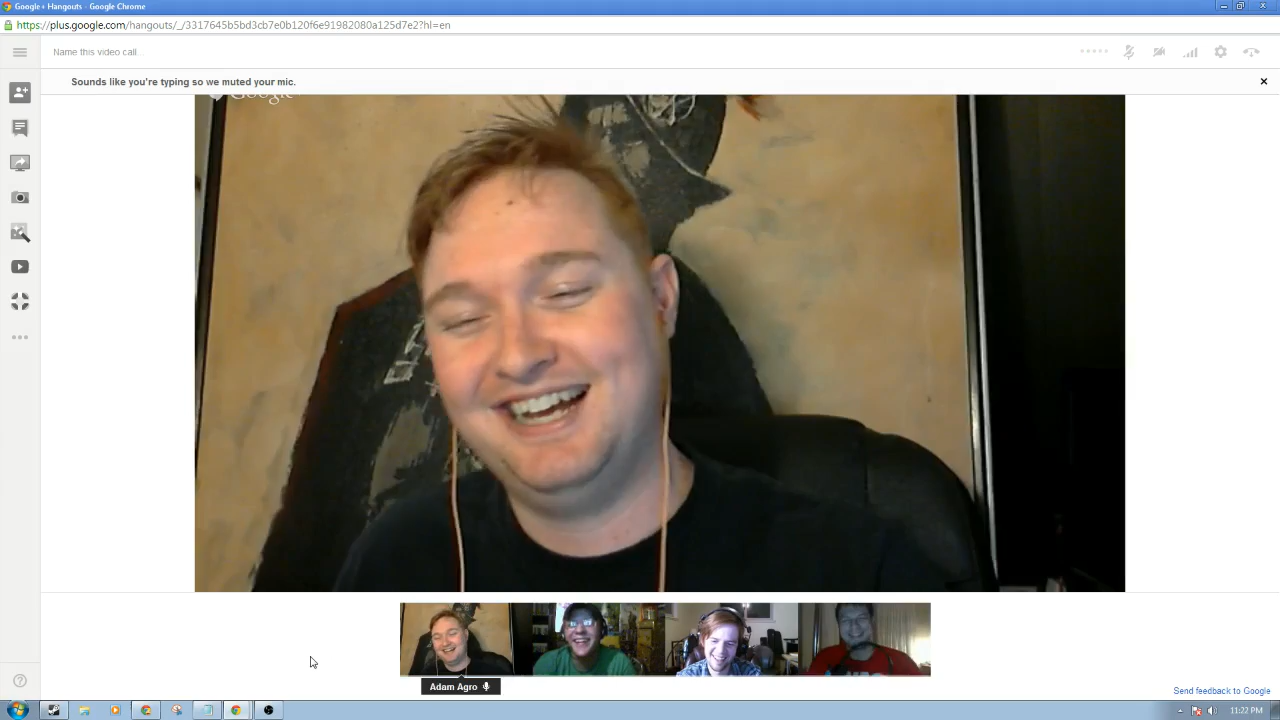 Google+ Hangouts - Google Chrome
https://plus.google.com/hangouts/_/3317645b5bd3cb7e0b120f6e91982080a125d7e2?hl=en
Name this video call...
Sounds like you're typing so we muted your mic.
Google
Adam Agro
Send feedback to Google
11:22 PM